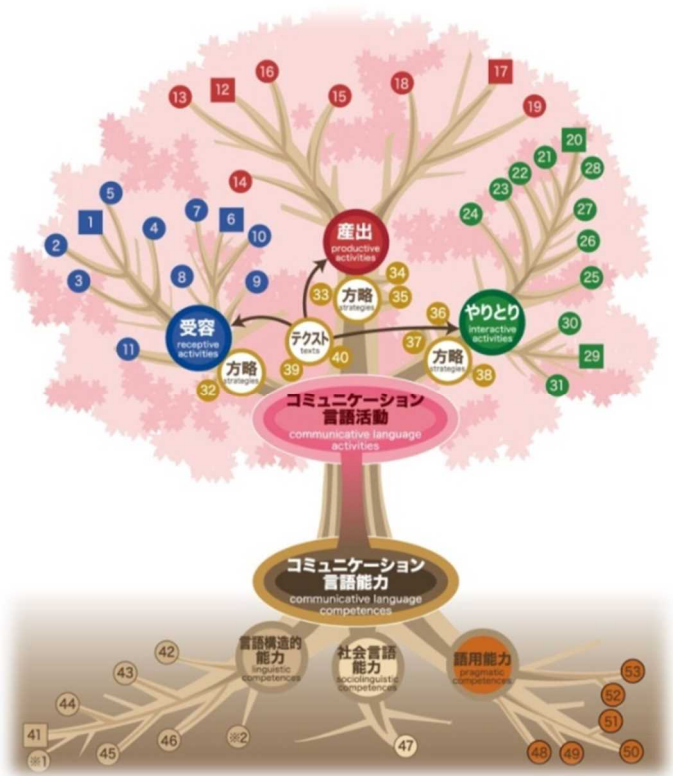 16
17
12
13
15
18
19
20
21
28
22
23
24
27
26
25
14
5
1
7
6
4
10
2
3
8
9
産出
productive
activities
34
33
方略
strategies
35
受容
receptive
activities
テクスト
texts
36
やりとり
interactive
activities
30
37
29
11
39
40
方略
strategies
38
31
方略
strategies
32
コミュニケーション
言語活動
communicative language
activities
コミュニケーション
言語能力
communicative language
competences
言語構造的
能力
linguistic
competences
社会言語
能力
sociolinguistic
competences
語用能力
pragmatic
competences
42
43
44
41
※1
45
46
※2
47
53
52
51
48
49
50